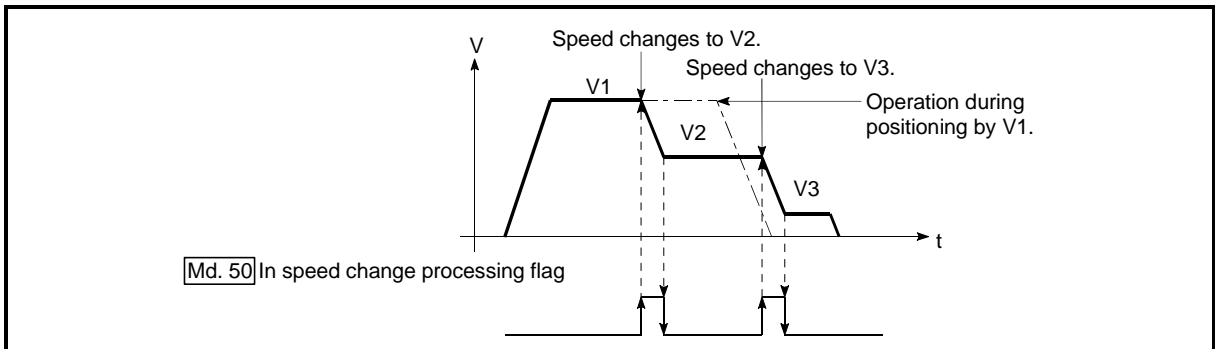 Speed changes to V2.
V
Speed changes to V3.
V1
Operation during
positioning by V1.
V2
V3
t
Md. 50 In speed change processing flag